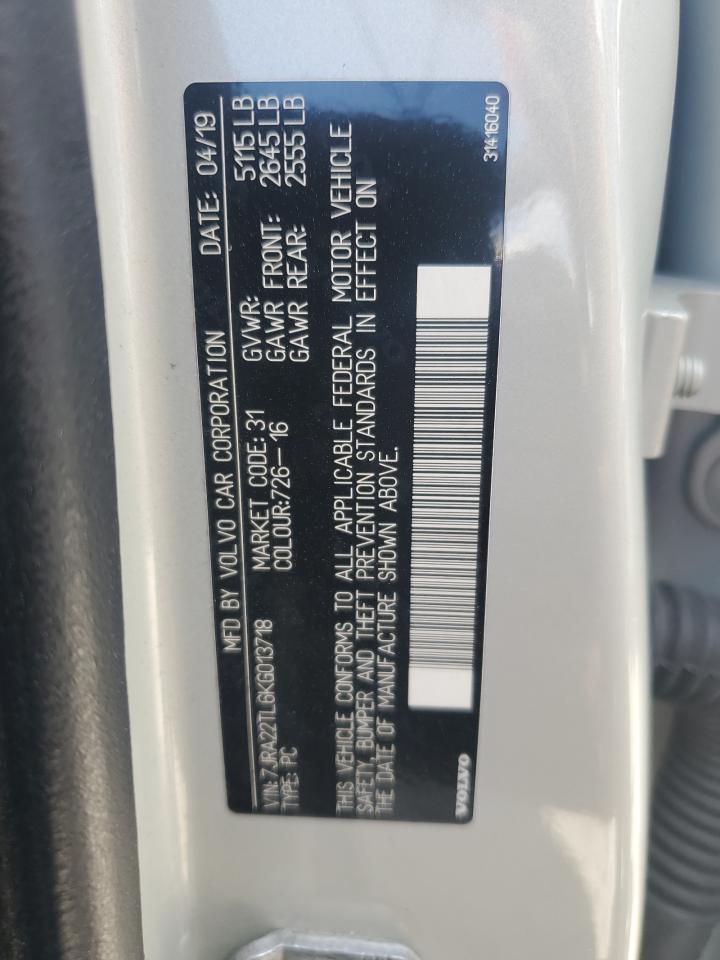 MFD BY VOLVO CAR CORPORATION DATE: 04/19
VIN: 7JRA22TLGKG013718 MARKET CODE: 31 GVWR: 5115 LB
TYPE: PC COLOUR:726-16 GAWR FRONT: 2645 LB
GAWR REAR: 2555 LB
THIS VEHICLE CONFORMS TO ALL APPLICABLE FEDERAL MOTOR VEHICLE
SAFETY, BUMPER AND THEFT PREVENTION STANDARDS IN EFFECT ON
THE DATE OF MANUFACTURE SHOWN ABOVE.
VOLVO 31416040